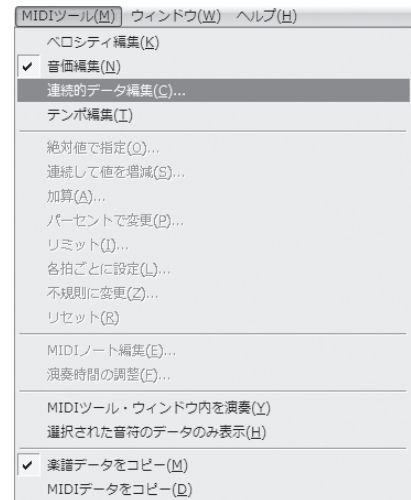 MIDIツール(M) ウィンドウ(W) ヘルプ(H)
ベロシティ編集(K)
✓ 音価編集(N)
連続的データ編集(C)...
テンポ編集(T)
絶対値で指定(O)...
連続して値を増減(S)...
加算(A)...
パーセントで変更(P)...
リミット(I)...
各拍ごとに設定(L)...
不規則に変更(Z)...
リセット(R)
MIDIノート編集(E)...
演奏時間の調整(F)...
MIDIツール・ウィンドウ内を演奏(Y)
選択された音符のデータのみ表示(H)
✓ 楽譜データをコピー(M)
MIDIデータをコピー(D)